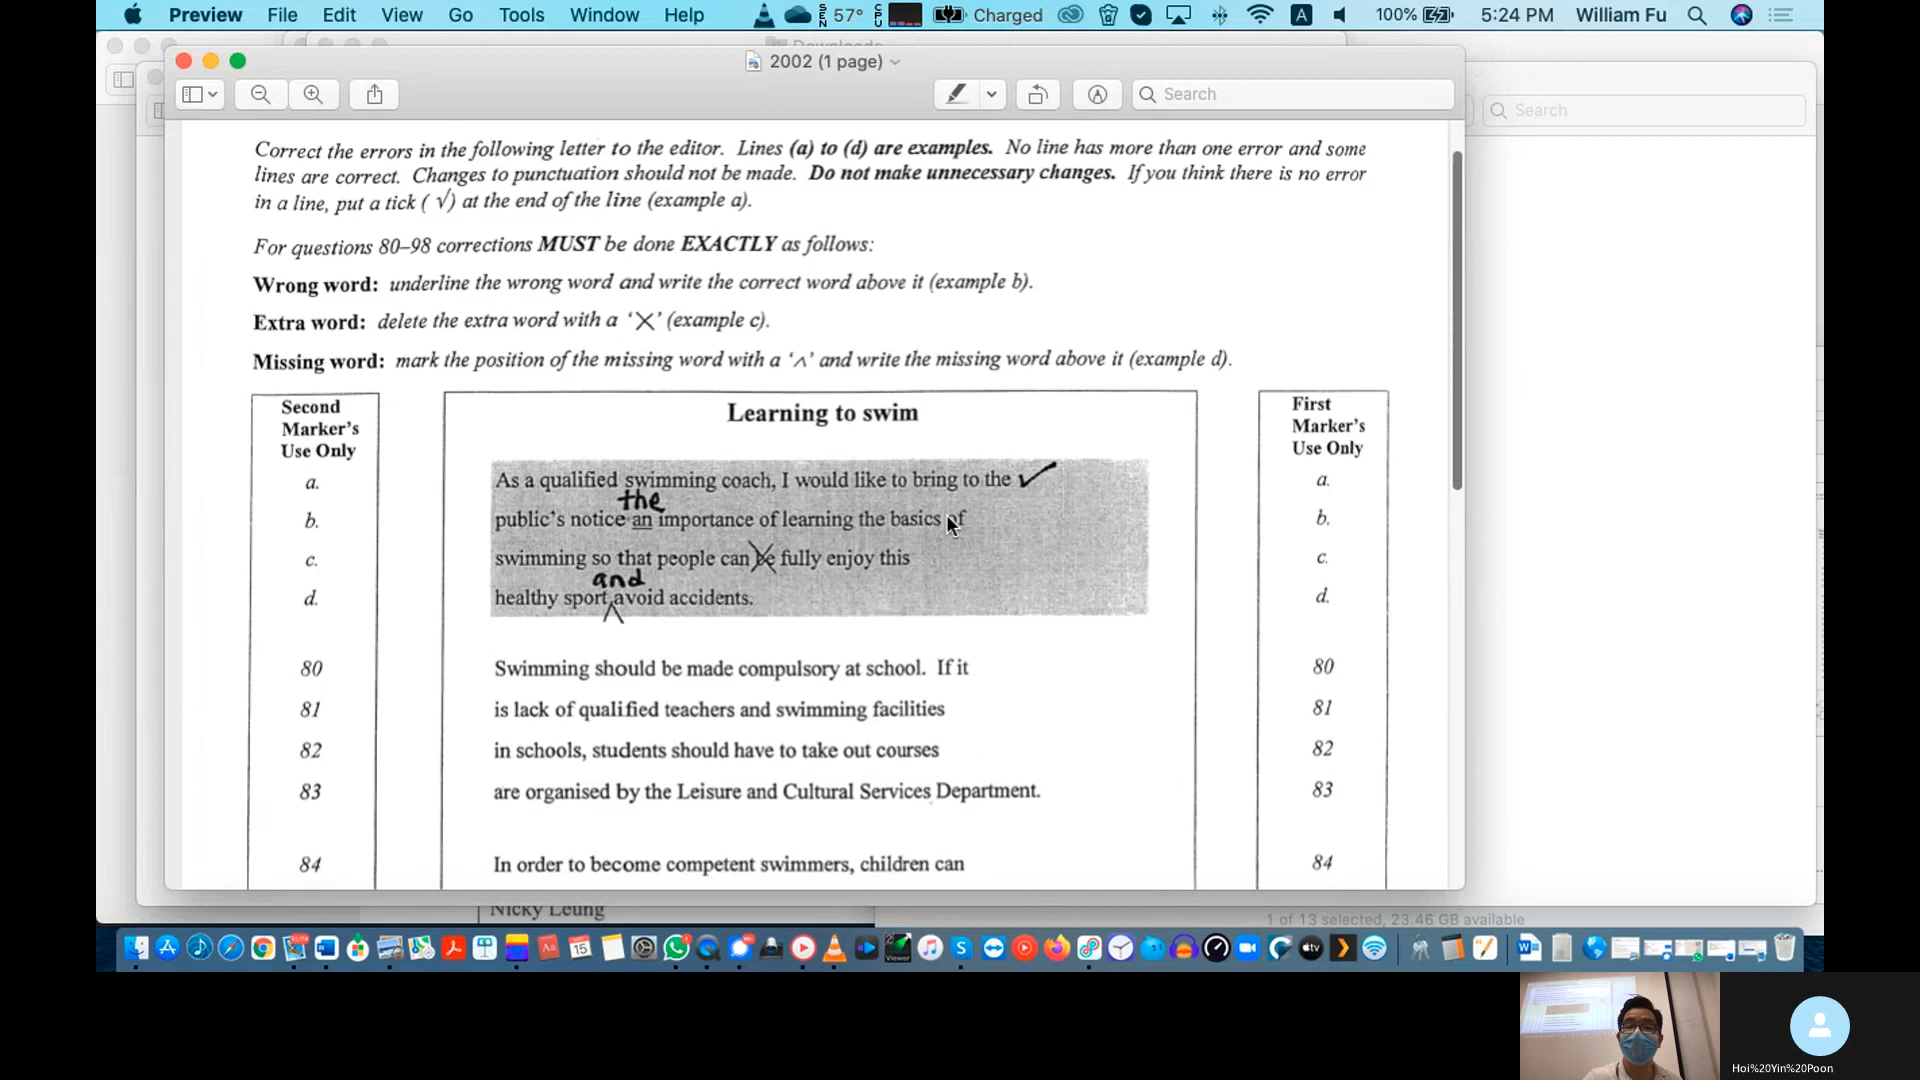 Preview File Edit View Go Tools Window Help SEN 57° CPU Charged A 100% 5:24 PM William Fu
Downloads
2002 (1 page)
Search
Search
Correct the errors in the following letter to the editor. Lines (a) to (d) are examples. No line has more than one error and some
lines are correct. Changes to punctuation should not be made. Do not make unnecessary changes. If you think there is no error
in a line, put a tick ( √) at the end of the line (example a).
For questions 80–98 corrections MUST be done EXACTLY as follows:
Wrong word: underline the wrong word and write the correct word above it (example b).
Extra word: delete the extra word with a ‘X’ (example c).
Missing word: mark the position of the missing word with a ‘∧’ and write the missing word above it (example d).
Second
Marker's
Use Only
Learning to swim
First
Marker's
Use Only
a. As a qualified swimming coach, I would like to bring to the ✓ a.
the
b. public's notice an importance of learning the basics of b.
c. swimming so that people can be fully enjoy this c.
and
d. healthy sport ∧ avoid accidents. d.
80 Swimming should be made compulsory at school. If it 80
81 is lack of qualified teachers and swimming facilities 81
82 in schools, students should have to take out courses 82
83 are organised by the Leisure and Cultural Services Department. 83
84 In order to become competent swimmers, children can 84
Nicky Leung
1 of 13 selected, 23.46 GB available
Hoi%20Yin%20Poon